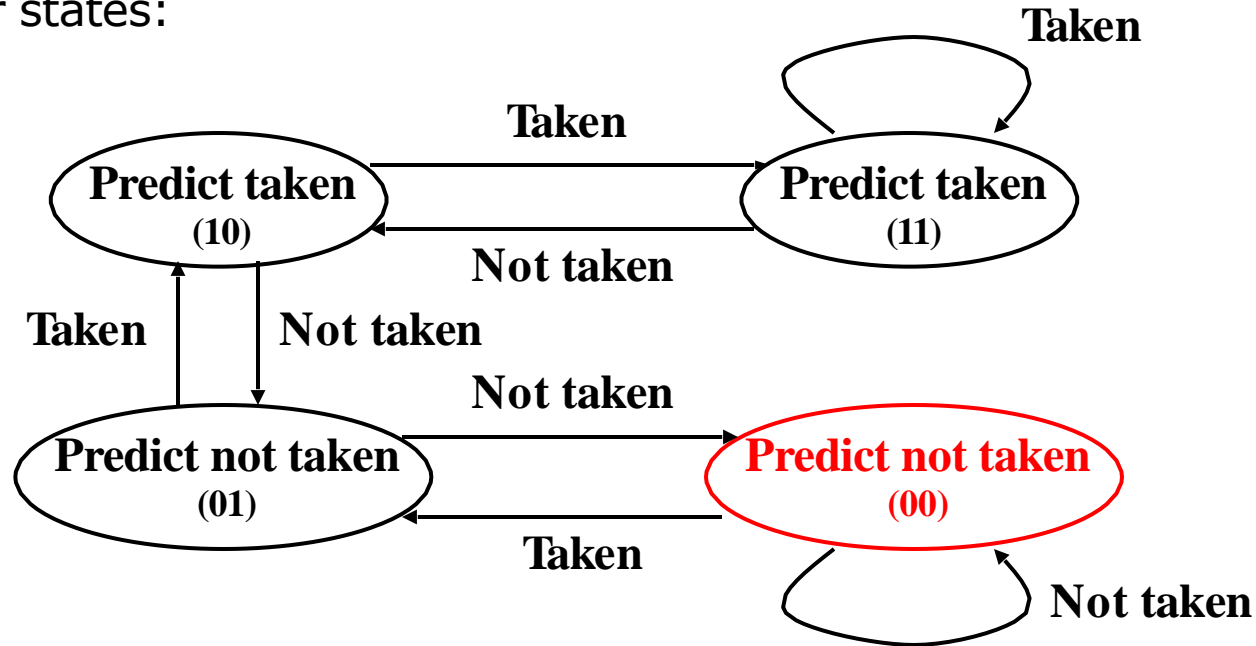 r states:
Taken
Taken
Predict taken
(10)
Predict taken
(11)
Not taken
Taken
Not taken
Not taken
Predict not taken
(01)
Predict not taken
(00)
Taken
Not taken